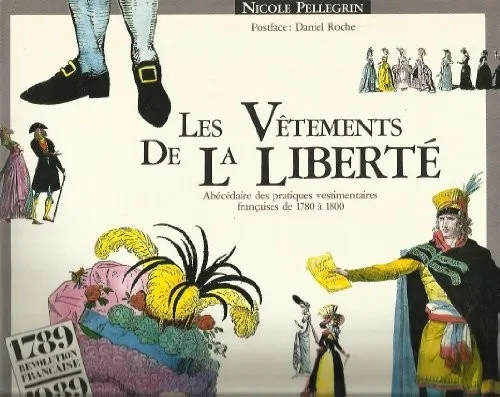 NICOLE PELLEGRIN
Postface : Daniel Roche
LES VÊTEMENTS
DE LA LIBERTÉ
Abécédaire des pratiques vestimentaires
françaises de 1780 à 1800
1789
RÉVOLUTION
FRANÇAISE
1989